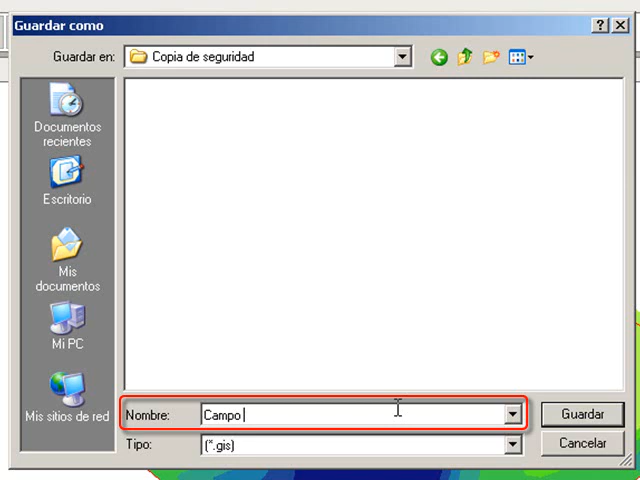 Guardar como
Guardar en:
Copia de seguridad
Documentos
recientes
Escritorio
Mis
documentos
Mi PC
Mis sitios de red
Nombre:
Campo
Guardar
Tipo:
(*.gis)
Cancelar